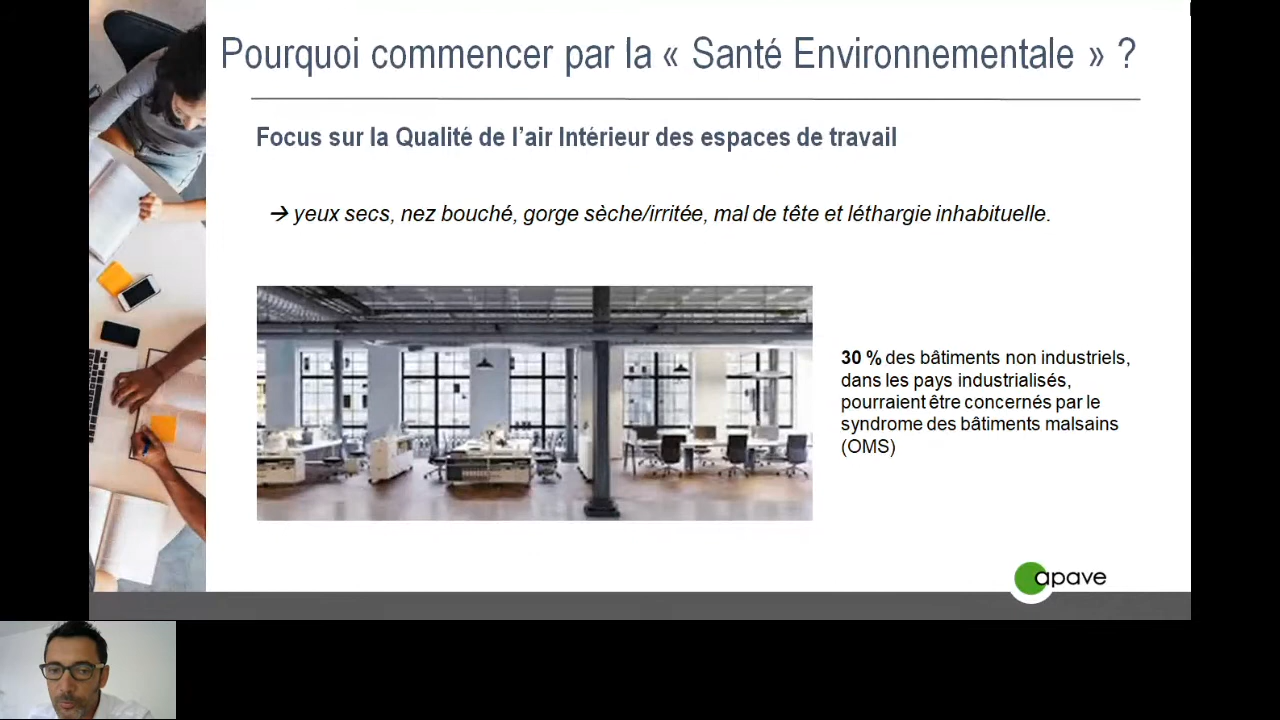 Pourquoi commencer par la « Santé Environnementale » ?
Focus sur la Qualité de l’air Intérieur des espaces de travail
→ yeux secs, nez bouché, gorge sèche/irritée, mal de tête et léthargie inhabituelle.
30 % des bâtiments non industriels,
dans les pays industrialisés,
pourraient être concernés par le
syndrome des bâtiments malsains
(OMS)
apave